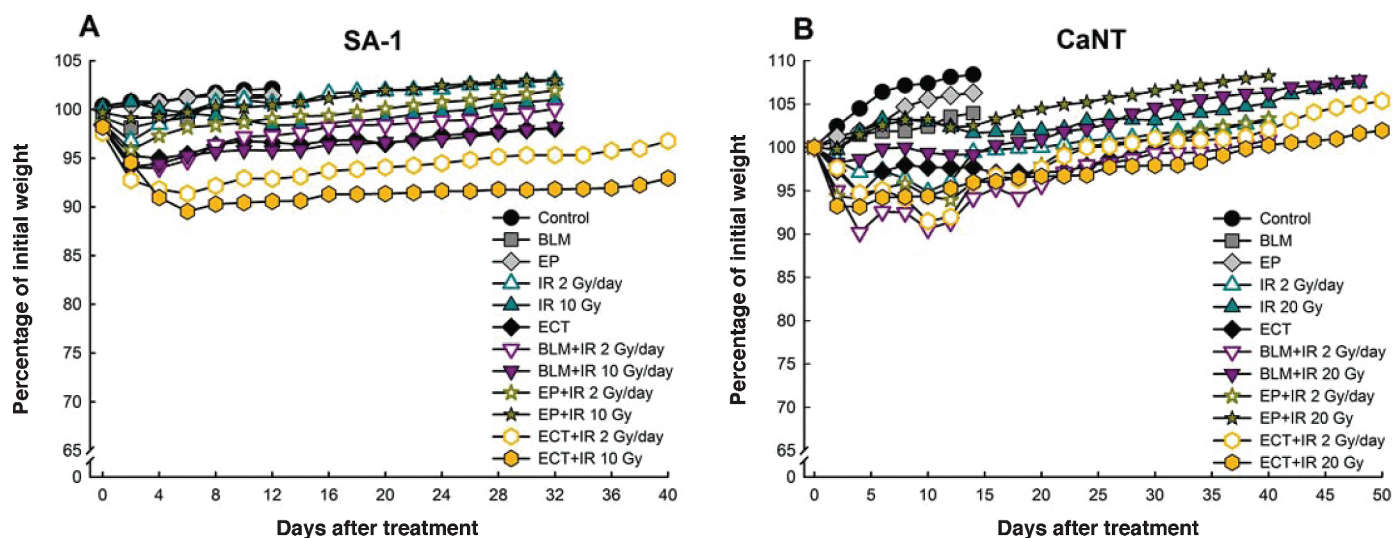 A
SA-1
Percentage of initial weight
105
100
95
90
85
80
75
70
65
0
0 4 8 12 16 20 24 28 32 36 40
Days after treatment
Control
BLM
EP
IR 2 Gy/day
IR 10 Gy
ECT
BLM+IR 2 Gy/day
BLM+IR 10 Gy/day
EP+IR 2 Gy/day
EP+IR 10 Gy
ECT+IR 2 Gy/day
ECT+IR 10 Gy
B
CaNT
Percentage of initial weight
110
105
100
95
90
85
80
75
70
65
0
0 5 10 15 20 25 30 35 40 45 50
Days after treatment
Control
BLM
EP
IR 2 Gy/day
IR 20 Gy
ECT
BLM+IR 2 Gy/day
BLM+IR 20 Gy
EP+IR 2 Gy/day
EP+IR 20 Gy
ECT+IR 2 Gy/day
ECT+IR 20 Gy